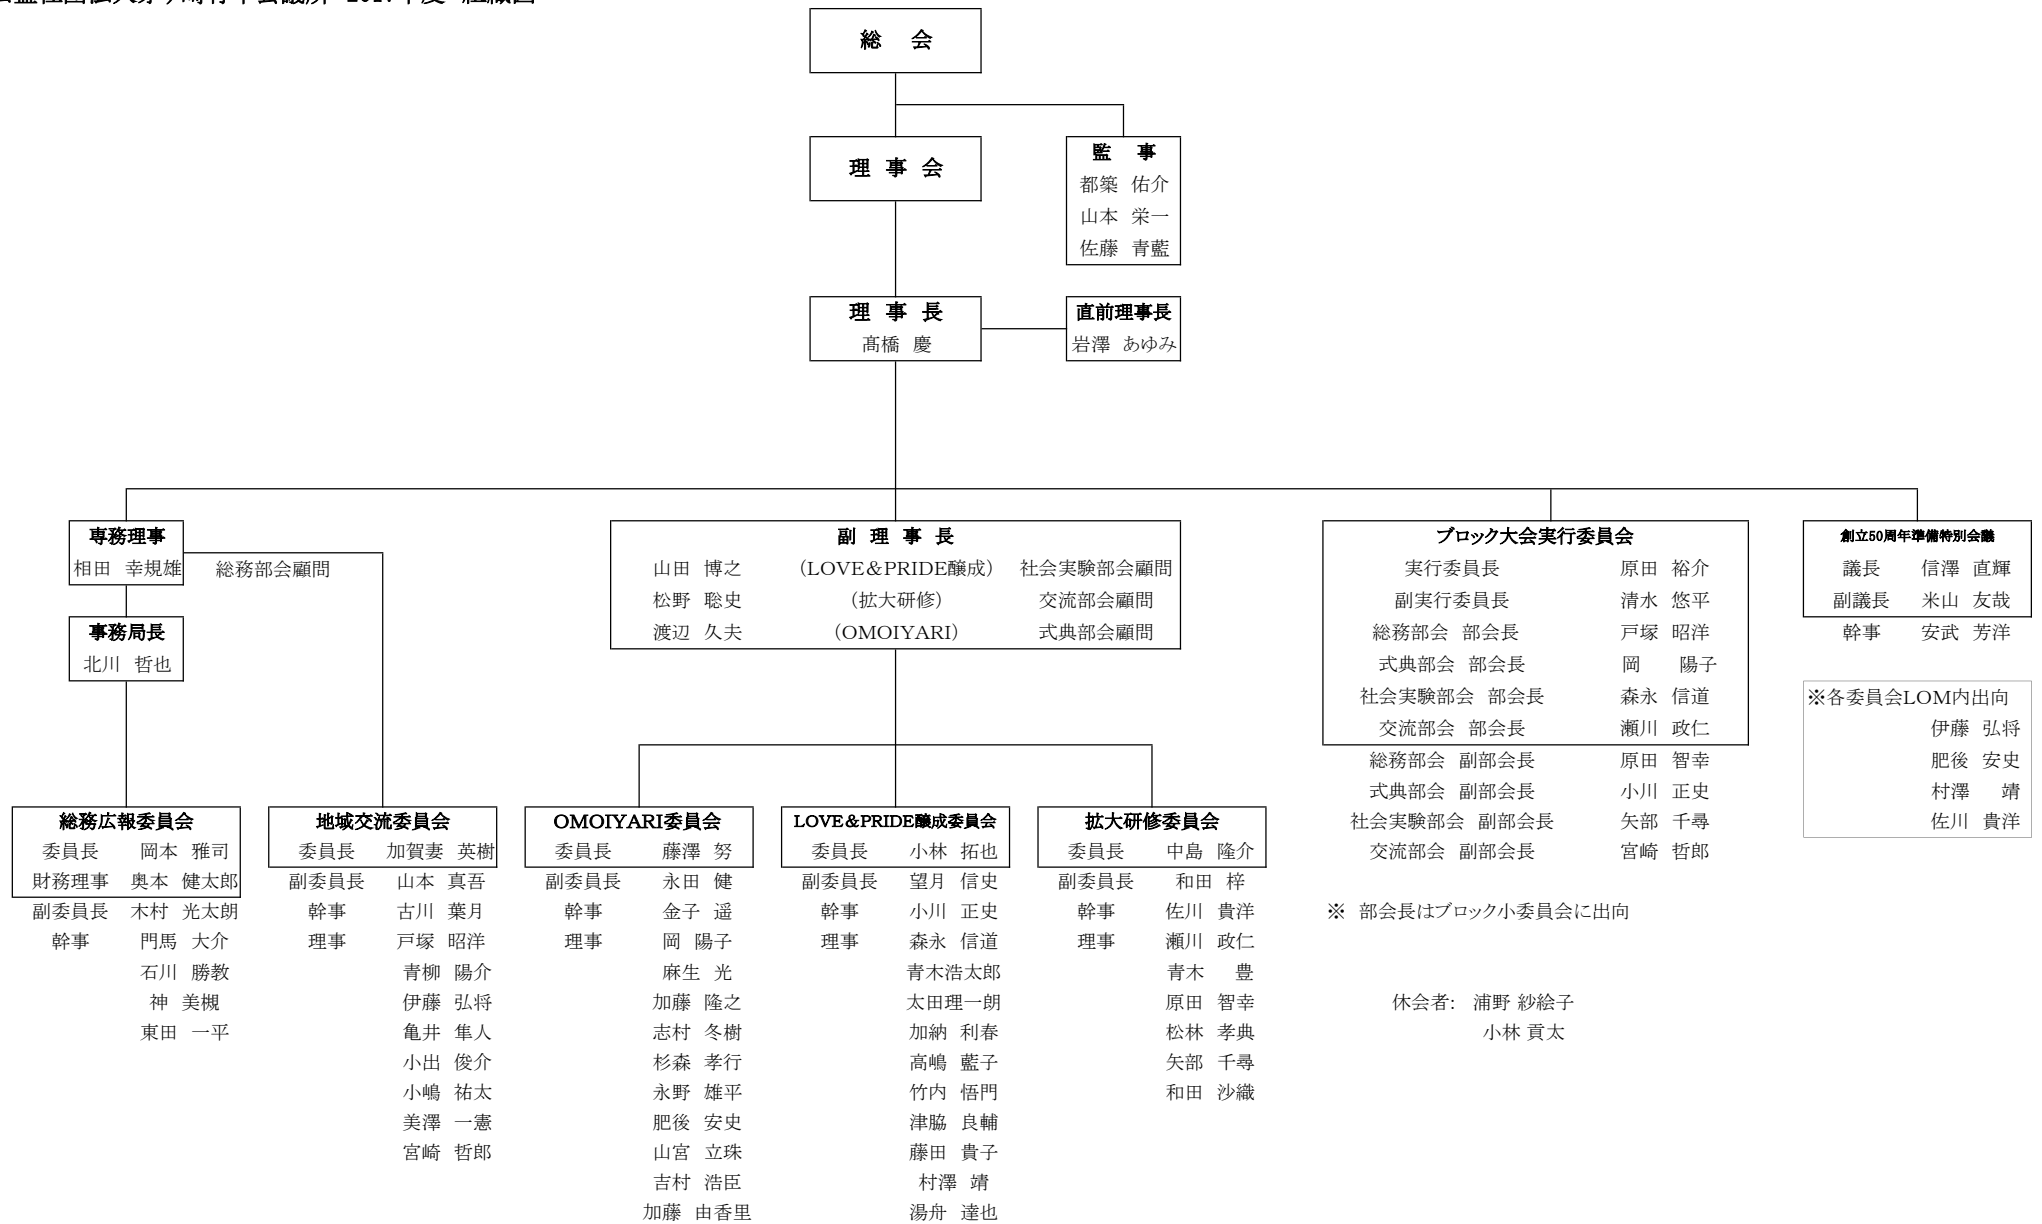 総　会
理 事 会
監　事
都築 佑介
山本 栄一
佐藤 青藍
理 事 長
髙橋 慶
直前理事長
岩澤 あゆみ
専務理事
相田 幸規雄
総務部会顧問
事務局長
北川 哲也
副 理 事 長
山田 博之 (LOVE&PRIDE醸成) 社会実験部会顧問
松野 聡史 (拡大研修) 交流部会顧問
渡辺 久夫 (OMOIYARI) 式典部会顧問
ブロック大会実行委員会
実行委員長 原田 裕介
副実行委員長 清水 悠平
総務部会 部会長 戸塚 昭洋
式典部会 部会長 岡　陽子
社会実験部会 部会長 森永 信道
交流部会 部会長 瀬川 政仁
総務部会 副部会長 原田 智幸
式典部会 副部会長 小川 正史
社会実験部会 副部会長 矢部 千尋
交流部会 副部会長 宮崎 哲郎
※ 部会長はブロック小委員会に出向
休会者: 浦野 紗絵子
小林 貢太
創立50周年準備特別会議
議長 信澤 直輝
副議長 米山 友哉
幹事 安武 芳洋
※各委員会LOM内出向
伊藤 弘将
肥後 安史
村澤　靖
佐川 貴洋
総務広報委員会
委員長 岡本 雅司
財務理事 奥本 健太郎
副委員長 木村 光太朗
幹事 門馬 大介
石川 勝教
神 美槻
東田 一平
地域交流委員会
委員長 加賀妻 英樹
副委員長 山本 真吾
幹事 古川 葉月
理事 戸塚 昭洋
青柳 陽介
伊藤 弘将
亀井 隼人
小出 俊介
小嶋 祐太
美澤 一憲
宮崎 哲郎
OMOIYARI委員会
委員長 藤澤 努
副委員長 永田 健
幹事 金子 遥
理事 岡 陽子
麻生 光
加藤 隆之
志村 冬樹
杉森 孝行
永野 雄平
肥後 安史
山宮 立珠
吉村 浩臣
加藤 由香里
LOVE&PRIDE醸成委員会
委員長 小林 拓也
副委員長 望月 信史
幹事 小川 正史
理事 森永 信道
青木浩太郎
太田理一朗
加納 利春
高嶋 藍子
竹内 悟門
津脇 良輔
藤田 貴子
村澤 靖
湯舟 達也
拡大研修委員会
委員長 中島 隆介
副委員長 和田 梓
幹事 佐川 貴洋
理事 瀬川 政仁
青木　豊
原田 智幸
松林 孝典
矢部 千尋
和田 沙織